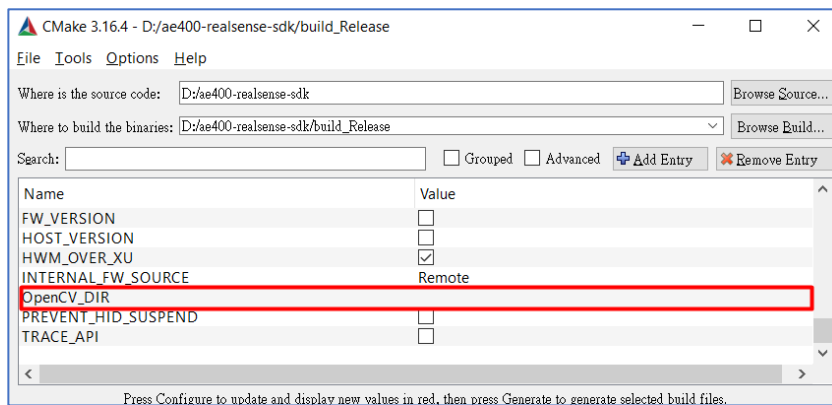 CMake 3.16.4 - D:/ae400-realsense-sdk/build_Release
File Tools Options Help
Where is the source code: D:/ae400-realsense-sdk Browse Source...
Where to build the binaries: D:/ae400-realsense-sdk/build_Release Browse Build...
Search: Grouped Advanced Add Entry Remove Entry
Name Value
FW_VERSION
HOST_VERSION
HWM_OVER_XU
INTERNAL_FW_SOURCE Remote
OpenCV_DIR
PREVENT_HID_SUSPEND
TRACE_API
Press Configure to update and display new values in red, then press Generate to generate selected build files.